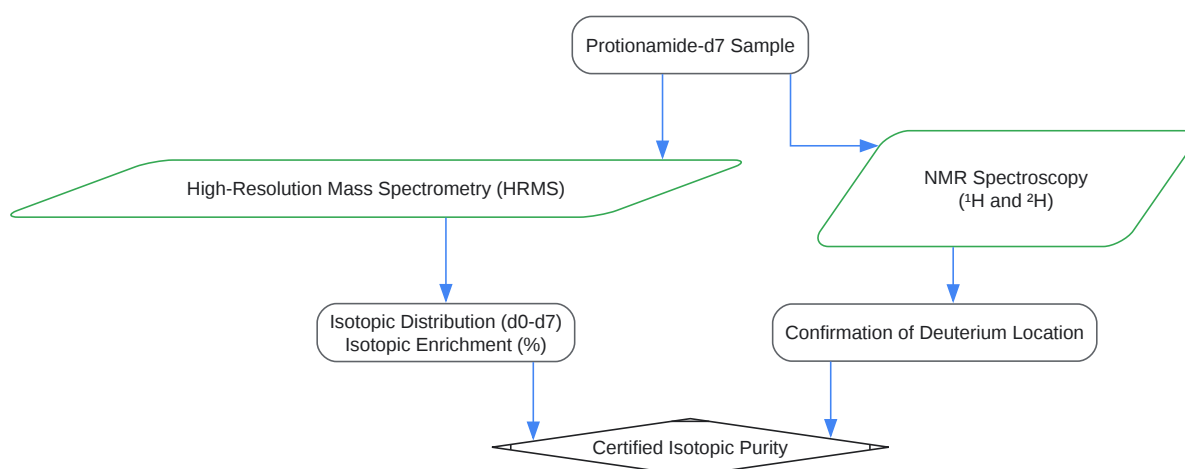 Protionamide-d7 Sample
High-Resolution Mass Spectrometry (HRMS)
NMR Spectroscopy
(¹H and ²H)
Isotopic Distribution (d0-d7)
Isotopic Enrichment (%)
Confirmation of Deuterium Location
Certified Isotopic Purity